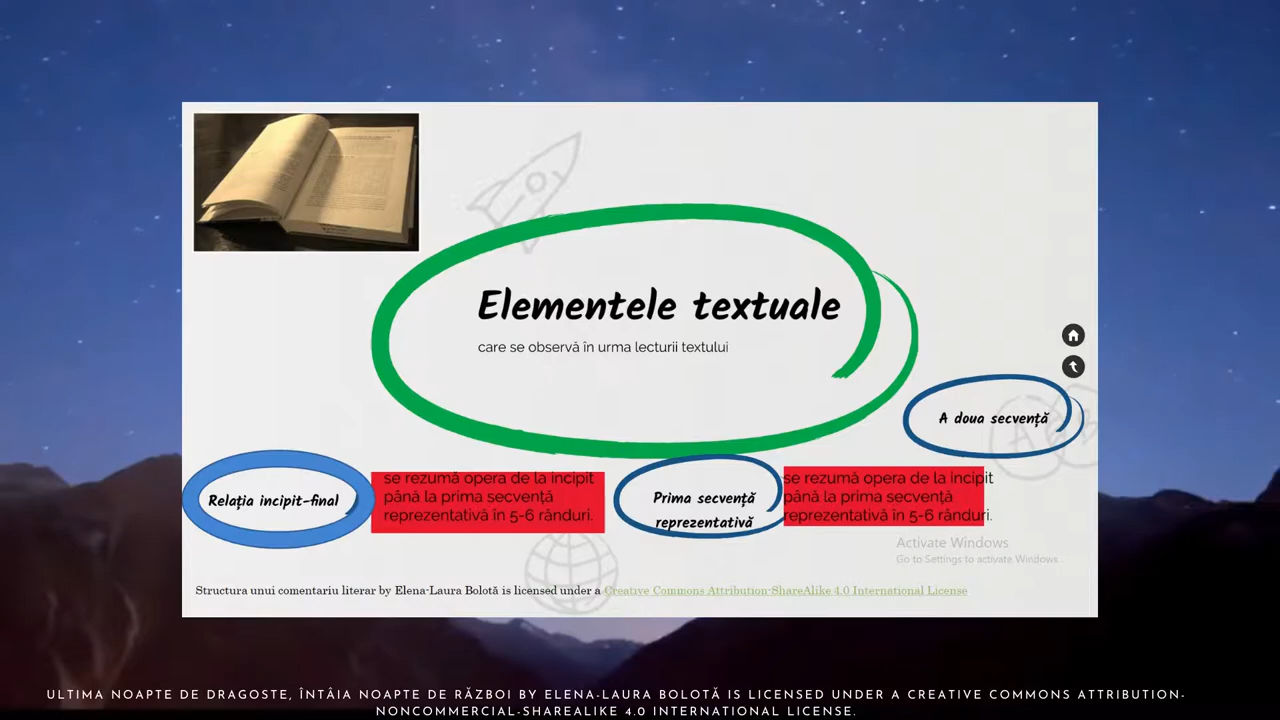 Elementele textuale
care se observă în urma lecturii textului
A doua secvență
Relația incipit-final
se rezumă opera de la incipit
până la prima secvență
reprezentativă în 5-6 rânduri.
Prima secvență
reprezentativă
se rezumă opera de la incipit
până la prima secvență
reprezentativă în 5-6 rânduri.
Activate Windows
Go to Settings to activate Windows
Structura unui comentariu literar by Elena-Laura Bolotă is licensed under a Creative Commons Attribution-ShareAlike 4.0 International License
ULTIMA NOAPTE DE DRAGOSTE, ÎNTÂIA NOAPTE DE RĂZBOI BY ELENA-LAURA BOLOTĂ IS LICENSED UNDER A CREATIVE COMMONS ATTRIBUTION-
NONCOMMERCIAL-SHAREALIKE 4.0 INTERNATIONAL LICENSE.